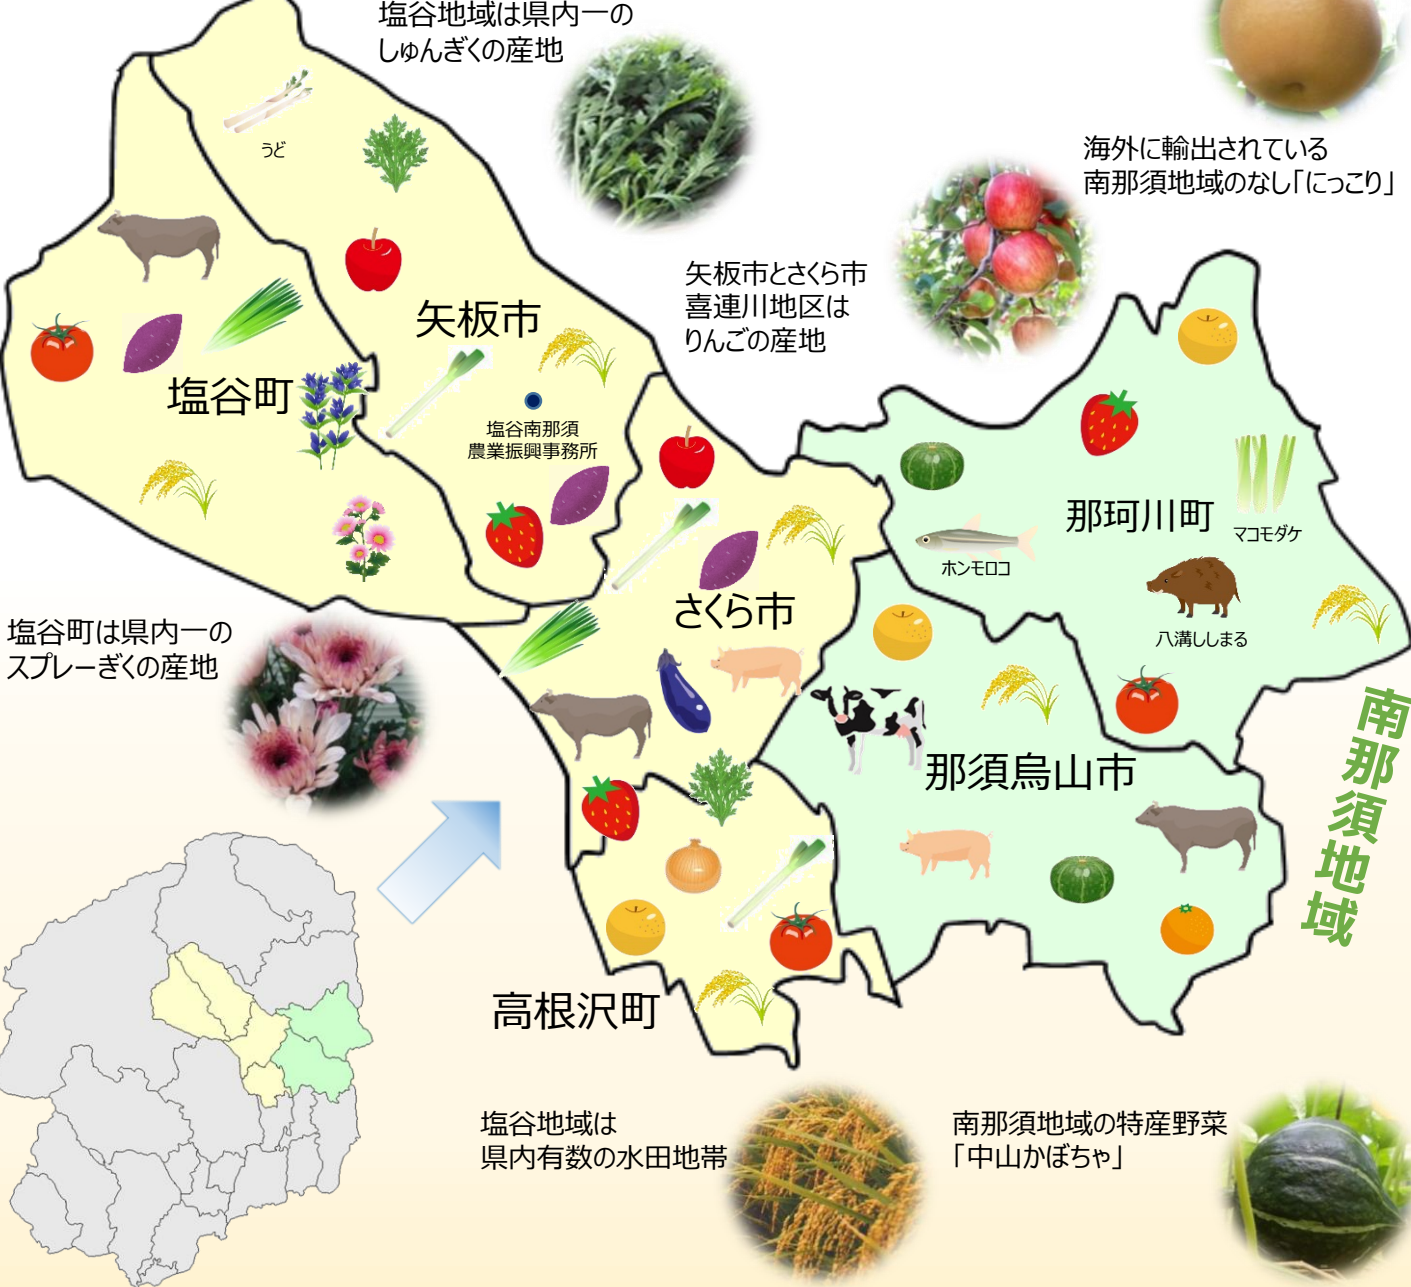 塩谷地域は県内一の
しゅんぎくの産地
海外に輸出されている
南那須地域のなし「にっこり」
うど
矢板市とさくら市
喜連川地区は
りんごの産地
矢板市
塩谷町
塩谷南那須
農業振興事務所
那珂川町
マコモダケ
ホンモロコ
八溝ししまる
さくら市
塩谷町は県内一の
スプレーぎくの産地
那須烏山市
南那須地域
高根沢町
塩谷地域は
県内有数の水田地帯
南那須地域の特産野菜
「中山かぼちゃ」